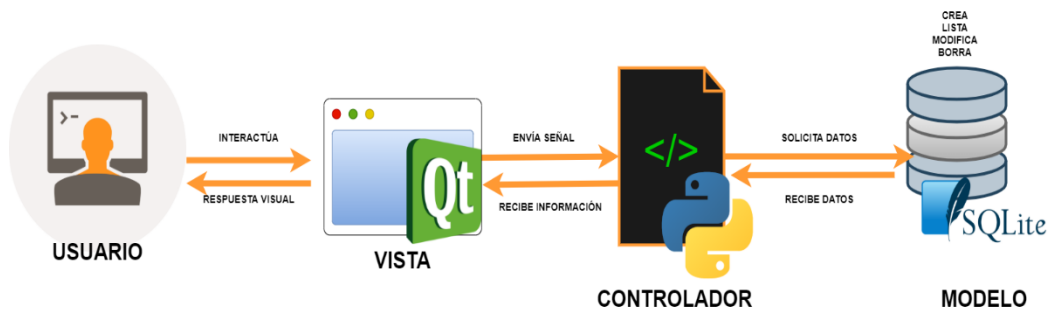 CREA
LISTA
MODIFICA
BORRA
>-
INTERACTÚA
RESPUESTA VISUAL
USUARIO
Qt
VISTA
ENVÍA SEÑAL
RECIBE INFORMACIÓN
</>
CONTROLADOR
SOLICITA DATOS
RECIBE DATOS
SQLite
MODELO